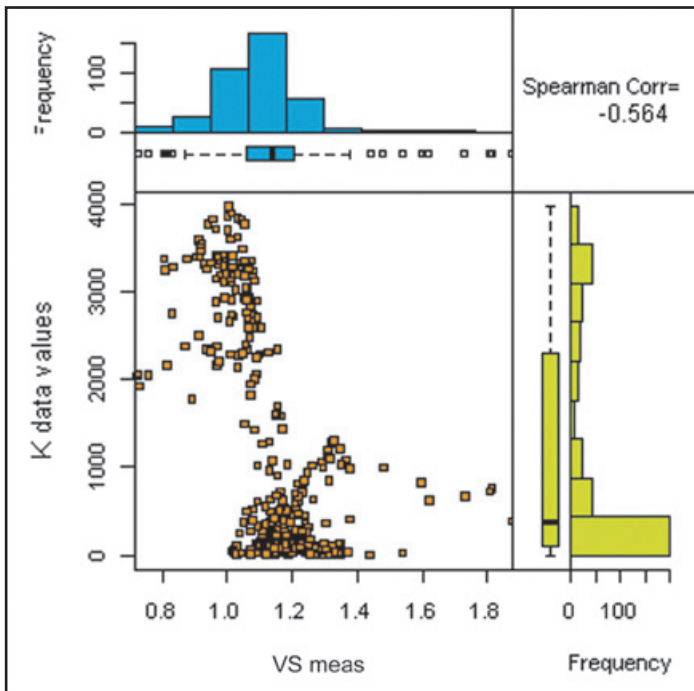 Frequency
0
100
Spearman Corr=
-0.564
K data values
0
1000
2000
3000
4000
0.8 1.0 1.2 1.4 1.6 1.8
VS meas
0 100
Frequency